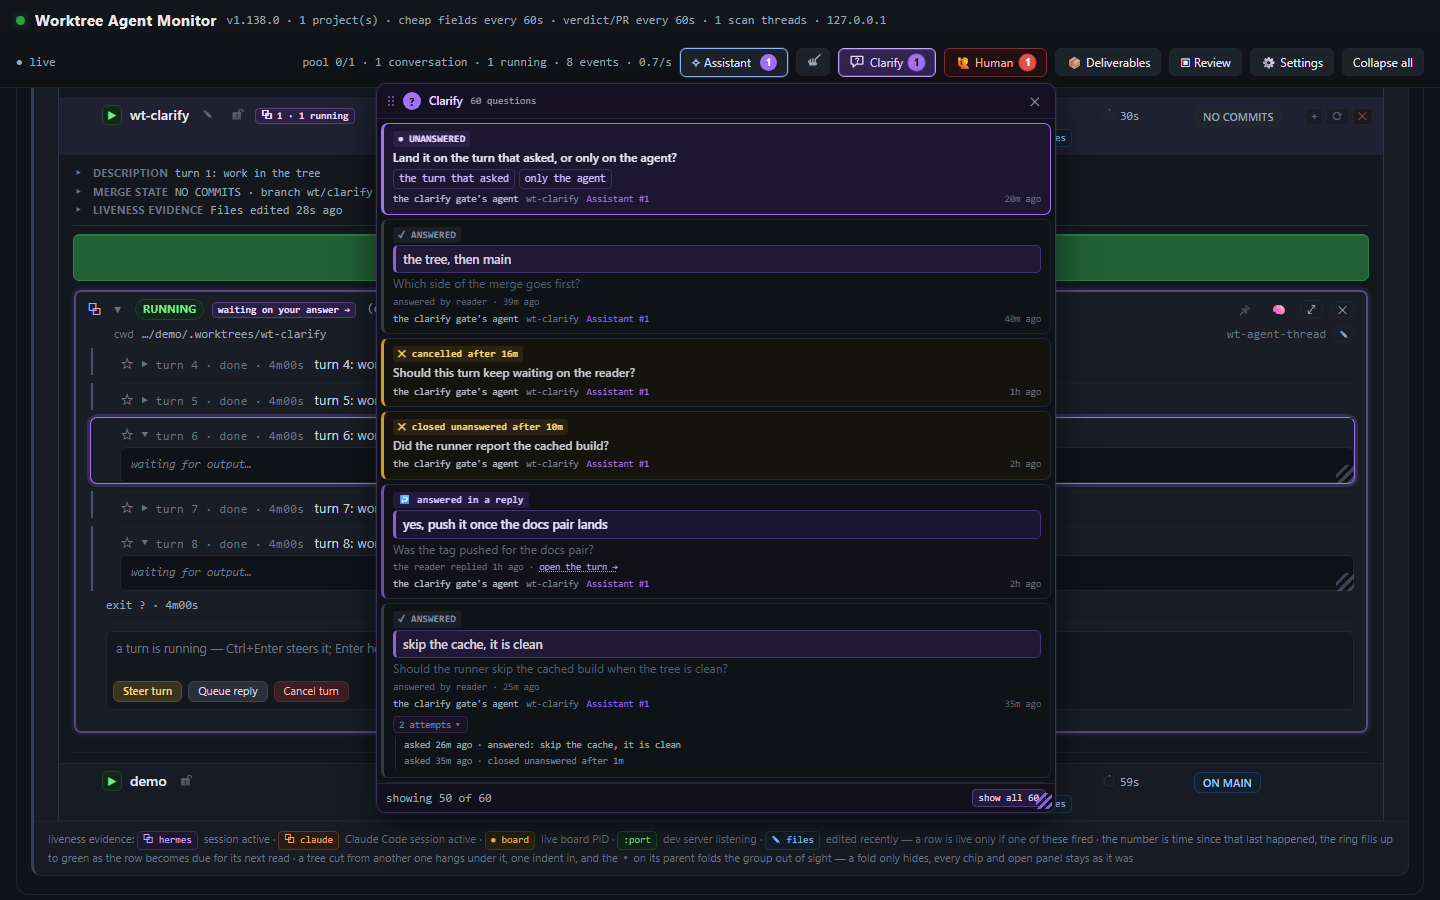 Worktree Agent Monitor v1.138.0 · 1 project(s) · cheap fields every 60s · verdict/PR every 60s · 1 scan threads · 127.0.0.1
live pool 0/1 · 1 conversation · 1 running · 8 events · 0.7/s Assistant 1 Clarify 1 Human 1 Deliverables Review Settings Collapse all
wt-clarify 1 · 1 running
30s NO COMMITS
es
DESCRIPTION turn 1: work in the tree
MERGE STATE NO COMMITS · branch wt/clarify
LIVENESS EVIDENCE Files edited 28s ago
RUNNING waiting on your answer →
cwd …/demo/.worktrees/wt-clarify
wt-agent-thread
turn 4 · done · 4m00s turn 4: wo
turn 5 · done · 4m00s turn 5: wo
turn 6 · done · 4m00s turn 6: wo
waiting for output…
turn 7 · done · 4m00s turn 7: wo
turn 8 · done · 4m00s turn 8: wo
waiting for output…
exit ? · 4m00s
a turn is running — Ctrl+Enter steers it; Enter
Steer turn Queue reply Cancel turn
? Clarify 60 questions
UNANSWERED
Land it on the turn that asked, or only on the agent?
the turn that asked only the agent
the clarify gate's agent wt-clarify Assistant #1 20m ago
✓ ANSWERED
the tree, then main
Which side of the merge goes first?
answered by reader · 39m ago
the clarify gate's agent wt-clarify Assistant #1 40m ago
cancelled after 16m
Should this turn keep waiting on the reader?
the clarify gate's agent wt-clarify Assistant #1 1h ago
closed unanswered after 10m
Did the runner report the cached build?
the clarify gate's agent wt-clarify Assistant #1 2h ago
answered in a reply
yes, push it once the docs pair lands
Was the tag pushed for the docs pair?
the reader replied 1h ago · open the turn →
the clarify gate's agent wt-clarify Assistant #1 2h ago
✓ ANSWERED
skip the cache, it is clean
Should the runner skip the cached build when the tree is clean?
answered by reader · 25m ago
the clarify gate's agent wt-clarify Assistant #1 35m ago
2 attempts
asked 26m ago · answered: skip the cache, it is clean
asked 35m ago · closed unanswered after 1m
showing 50 of 60 show all 60
demo
59s ON MAIN
es
liveness evidence: hermes session active · claude Claude Code session active · board live board PID · :port dev server listening · files edited recently — a row is live only if one of these fired · the number is time since that last happened, the ring fills up
to green as the row becomes due for its next read · a tree cut from another one hangs under it, one indent in, and the ▾ on its parent folds the group out of sight — a fold only hides, every chip and open panel stays as it was